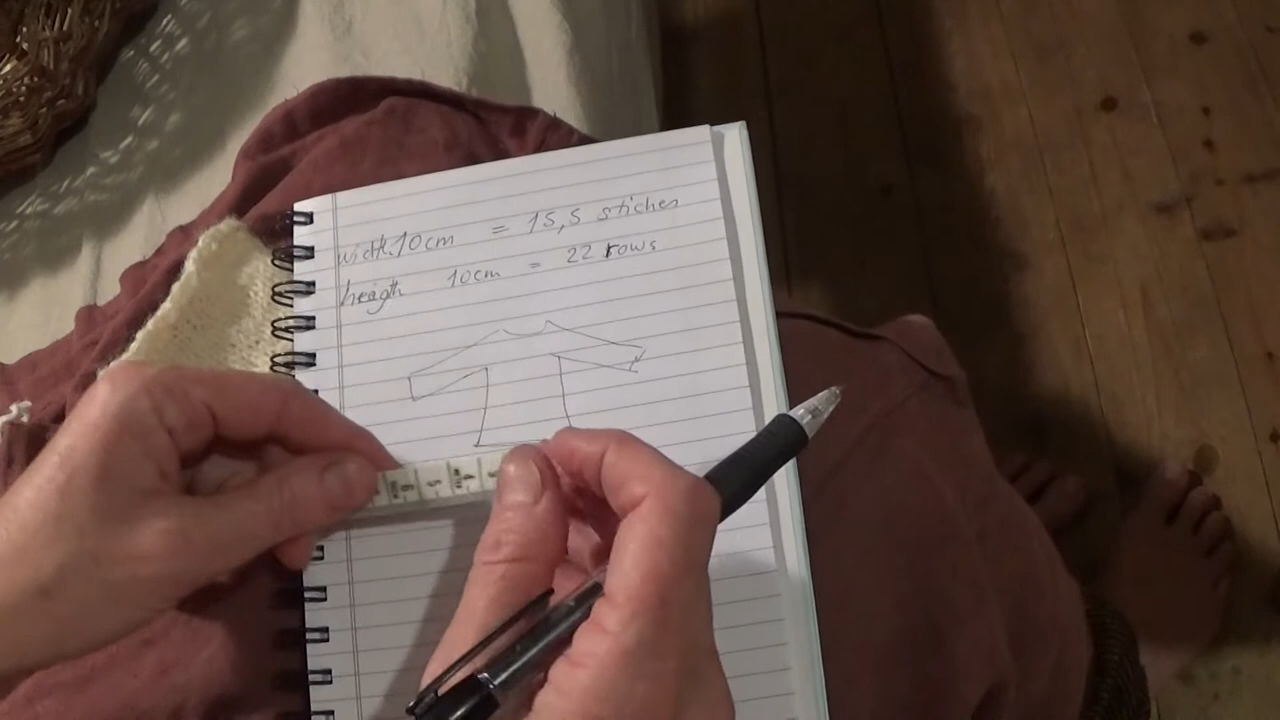 width 10cm = 15,5 stiches
heigth 10cm = 22 rows